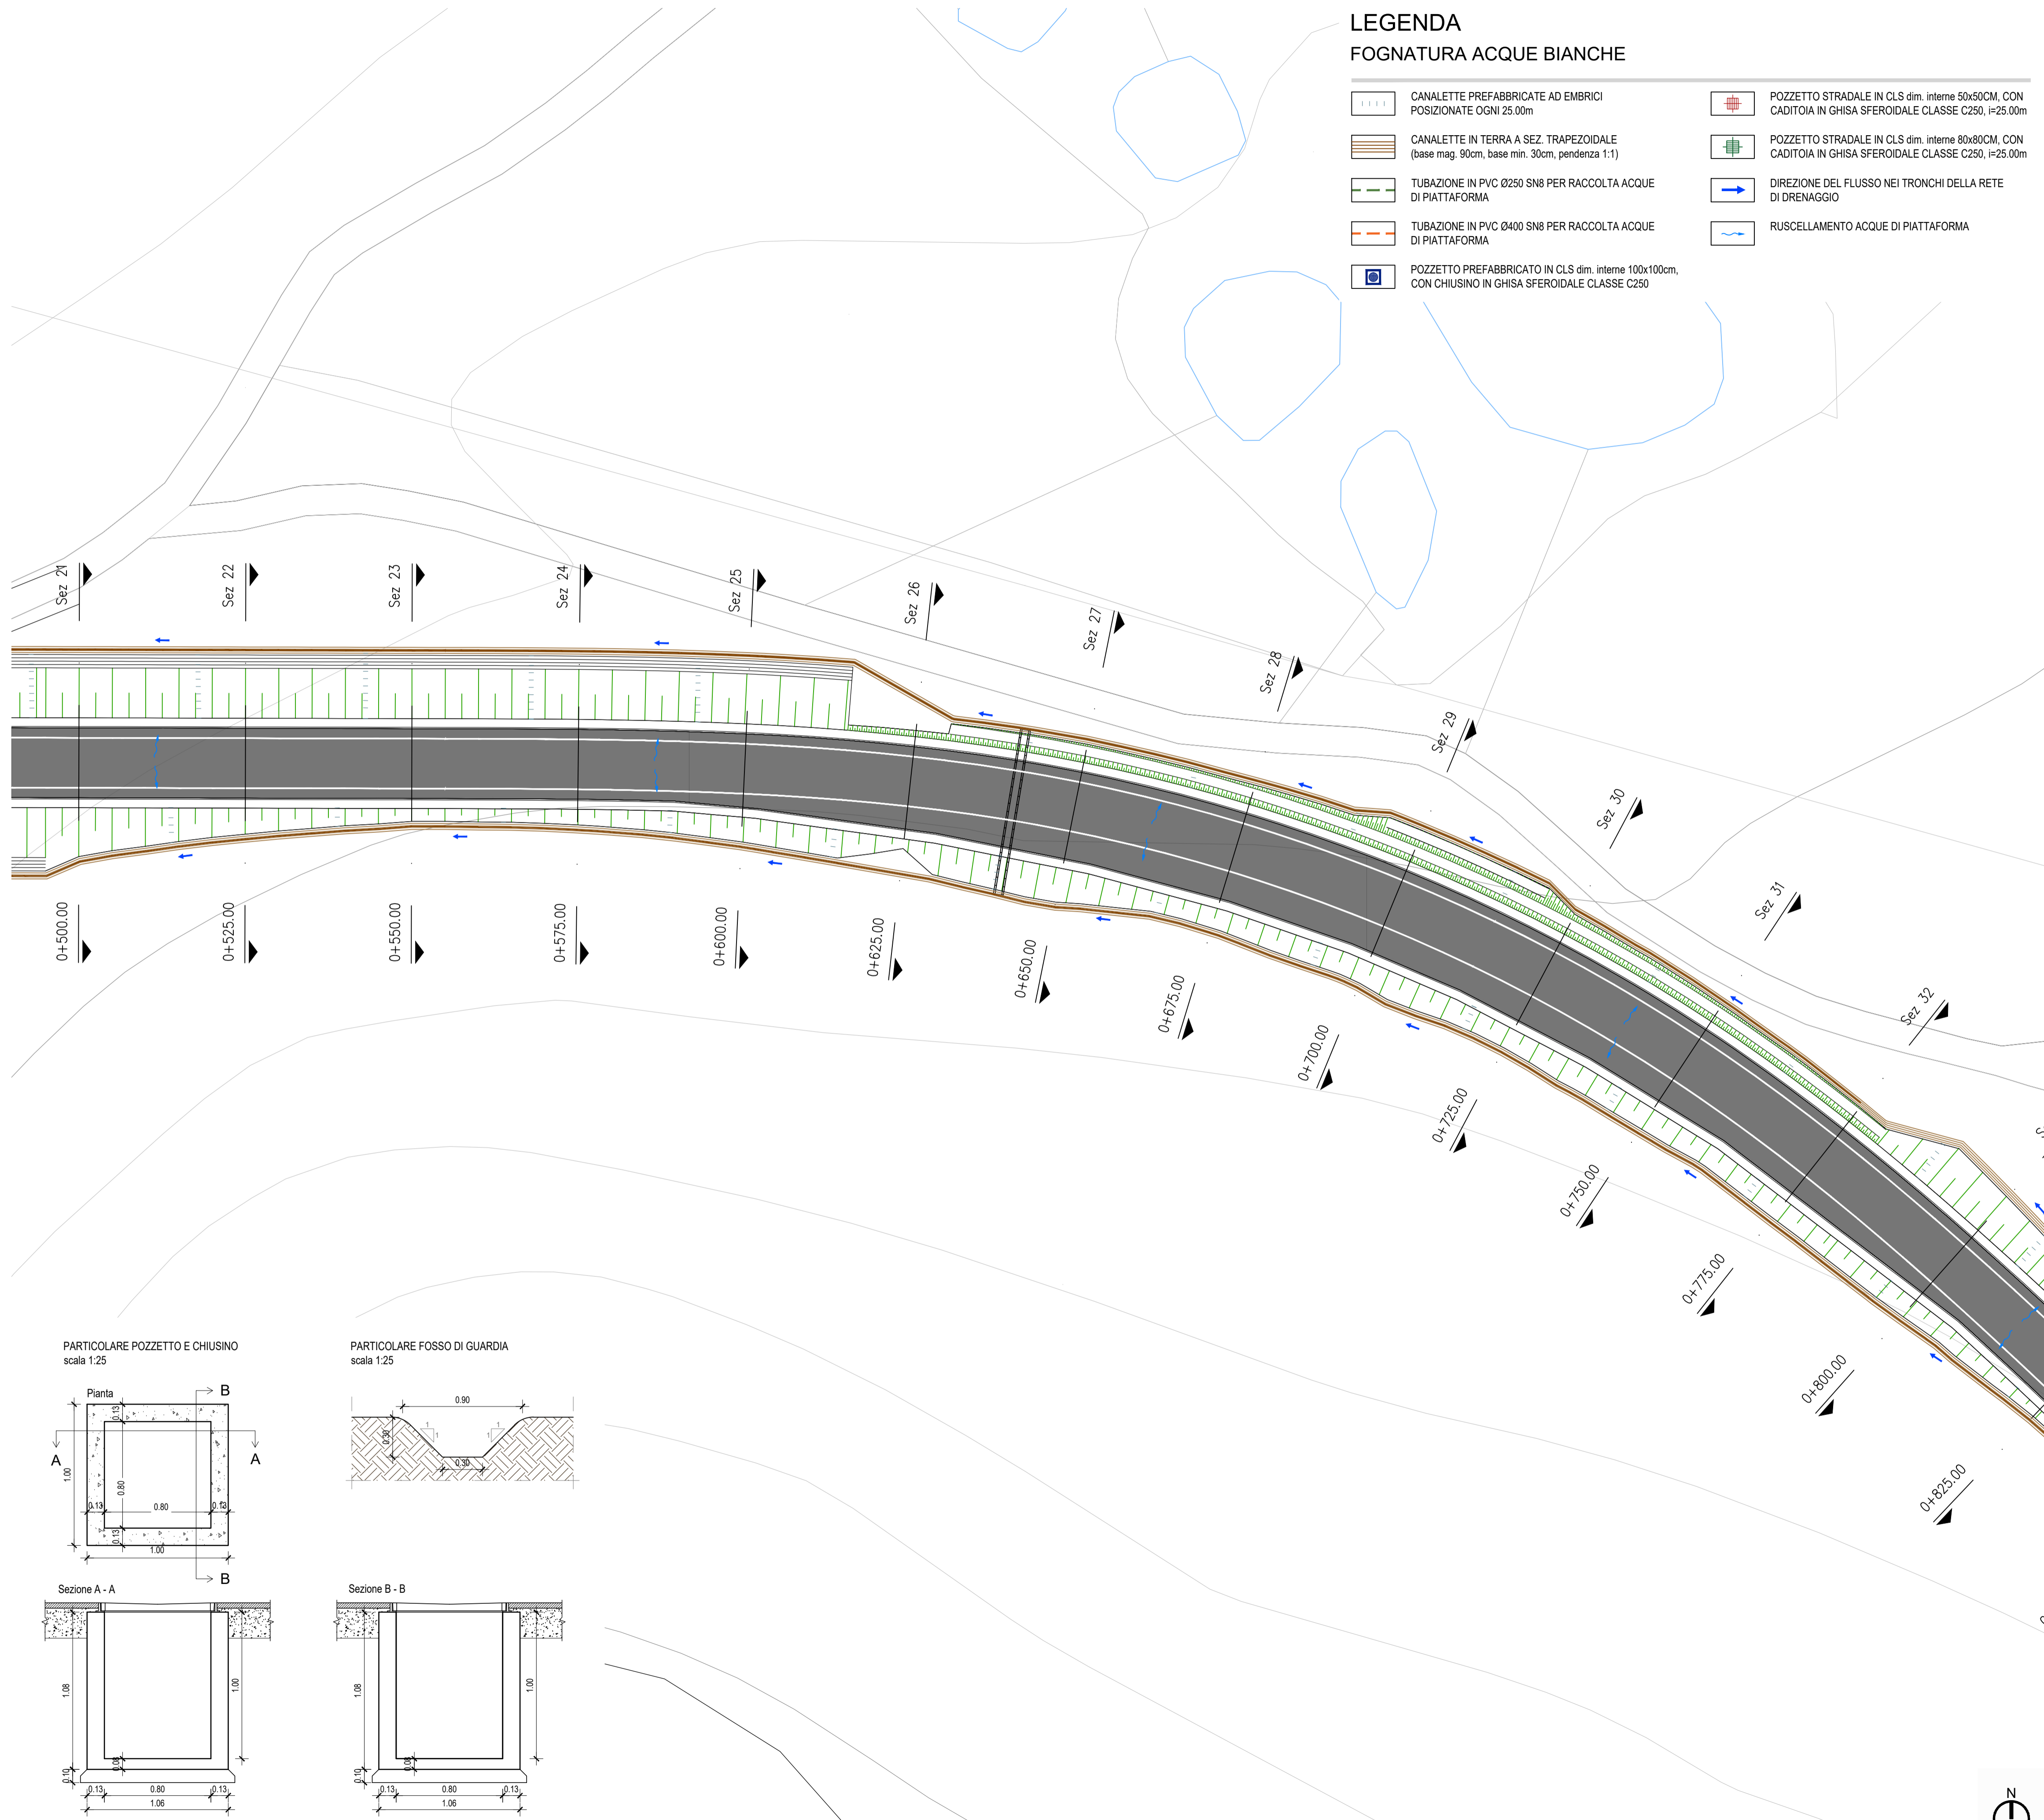 LEGENDA
FOGNATURA ACQUE BIANCHE
CANALETTE PREFABBRICATE AD EMBRICI
POSIZIONATE OGNI 25.00m
CANALETTE IN TERRA A SEZ. TRAPEZOIDALE
(base mag. 90cm, base min. 30cm, pendenza 1:1)
TUBAZIONE IN PVC Ø250 SN8 PER RACCOLTA ACQUE
DI PIATTAFORMA
TUBAZIONE IN PVC Ø400 SN8 PER RACCOLTA ACQUE
DI PIATTAFORMA
POZZETTO PREFABBRICATO IN CLS dim. interne 100x100cm,
CON CHIUSINO IN GHISA SFEROIDALE CLASSE C250
POZZETTO STRADALE IN CLS dim. interne 50x50CM, CON
CADITOIA IN GHISA SFEROIDALE CLASSE C250, i=25.00m
POZZETTO STRADALE IN CLS dim. interne 80x80CM, CON
CADITOIA IN GHISA SFEROIDALE CLASSE C250, i=25.00m
DIREZIONE DEL FLUSSO NEI TRONCHI DELLA RETE
DI DRENAGGIO
RUSCELLAMENTO ACQUE DI PIATTAFORMA
Sez 21
Sez 22
Sez 23
Sez 24
Sez 25
Sez 26
Sez 27
Sez 28
Sez 29
Sez 30
Sez 31
Sez 32
0+500.00
0+525.00
0+550.00
0+575.00
0+600.00
0+625.00
0+650.00
0+675.00
0+700.00
0+725.00
0+750.00
0+775.00
0+800.00
0+825.00
PARTICOLARE POZZETTO E CHIUSINO
scala 1:25
Pianta
B
0.13
A
A
1.00
0.80
0.13
0.80
0.13
0.13
1.00
B
PARTICOLARE FOSSO DI GUARDIA
scala 1:25
0.90
1
1
1
1
0.30
0.30
Sezione A - A
1.08
1.00
0.08
0.10
0.13
0.80
0.13
1.06
Sezione B - B
1.08
1.00
0.08
0.10
0.13
0.80
0.13
1.06
N